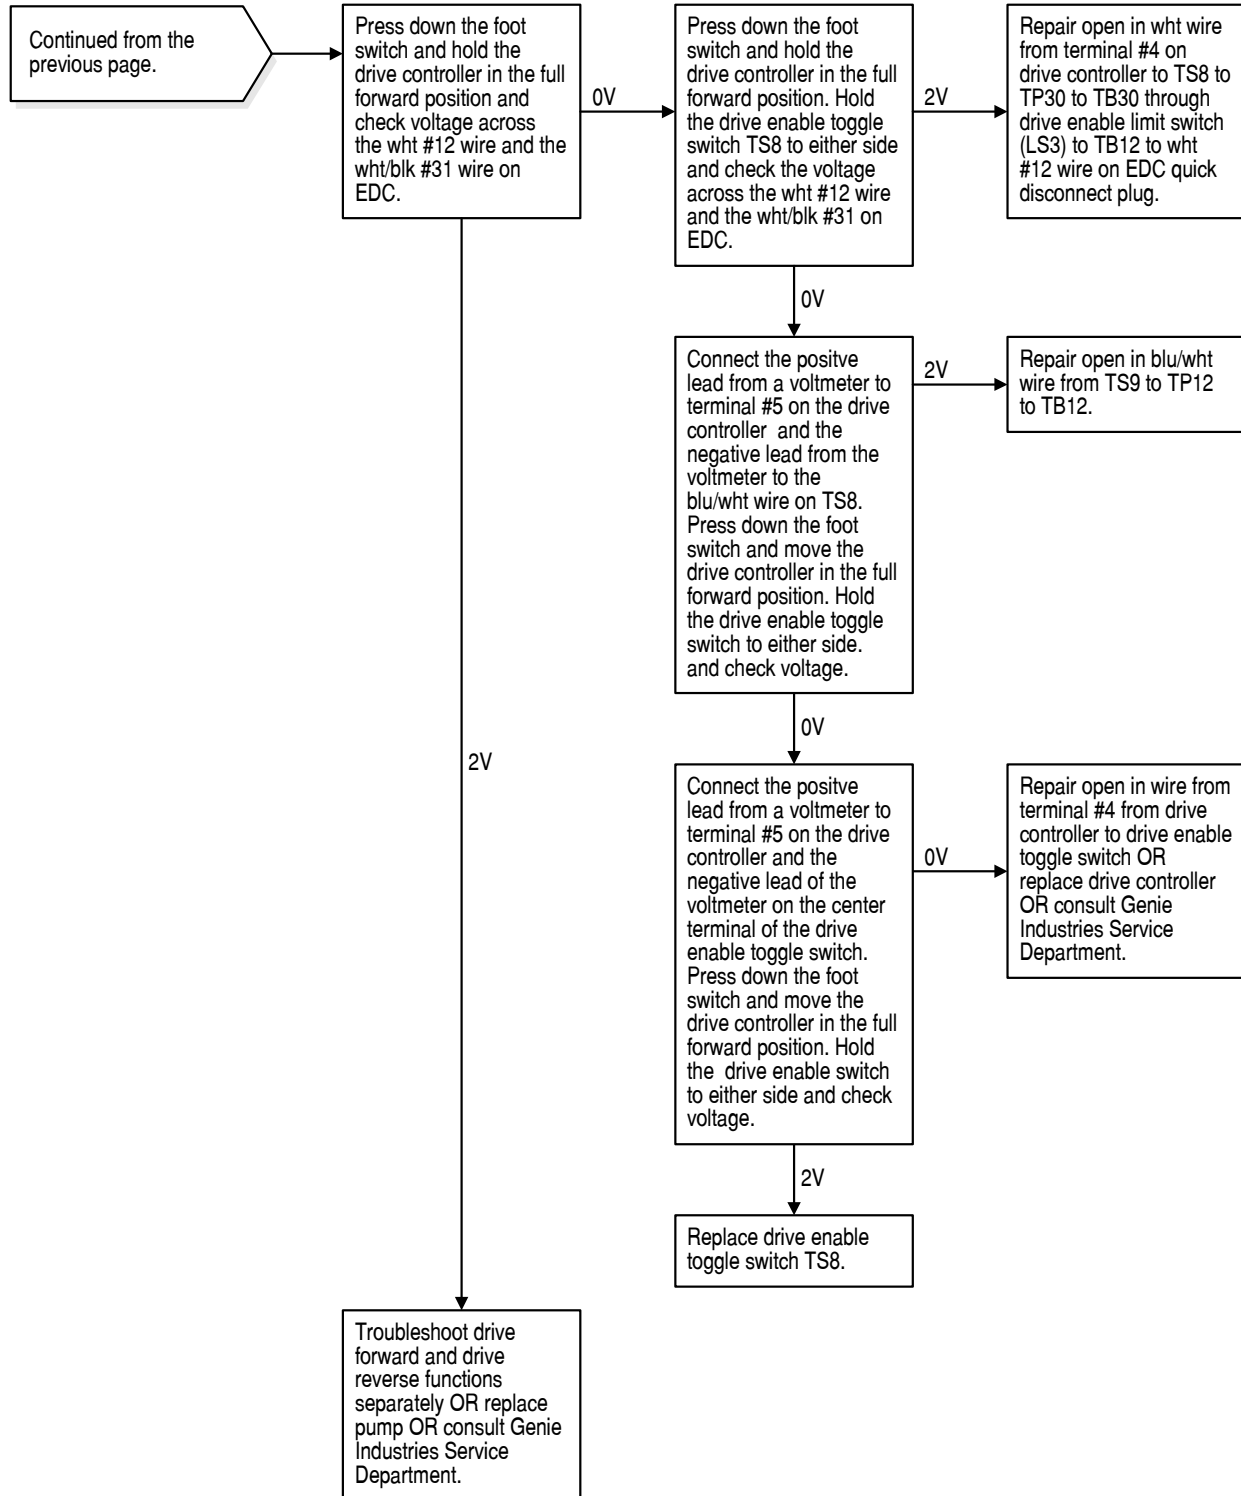 Continued from the
previous page.
Press down the foot
switch and hold the
drive controller in the full
forward position and
check voltage across
the wht #12 wire and the
wht/blk #31 wire on
EDC.
0V
Press down the foot
switch and hold the
drive controller in the full
forward position. Hold
the drive enable toggle
switch TS8 to either side
and check the voltage
across the wht #12 wire
and the wht/blk #31 on
EDC.
2V
Repair open in wht wire
from terminal #4 on
drive controller to TS8 to
TP30 to TB30 through
drive enable limit switch
(LS3) to TB12 to wht
#12 wire on EDC quick
disconnect plug.
0V
Connect the positve
lead from a voltmeter to
terminal #5 on the drive
controller and the
negative lead from the
voltmeter to the
blu/wht wire on TS8.
Press down the foot
switch and move the
drive controller in the full
forward position. Hold
the drive enable toggle
switch to either side.
and check voltage.
2V
Repair open in blu/wht
wire from TS9 to TP12
to TB12.
0V
2V
Connect the positve
lead from a voltmeter to
terminal #5 on the drive
controller and the
negative lead of the
voltmeter on the center
terminal of the drive
enable toggle switch.
Press down the foot
switch and move the
drive controller in the full
forward position. Hold
the drive enable switch
to either side and check
voltage.
0V
Repair open in wire from
terminal #4 from drive
controller to drive enable
toggle switch OR
replace drive controller
OR consult Genie
Industries Service
Department.
2V
Replace drive enable
toggle switch TS8.
Troubleshoot drive
forward and drive
reverse functions
separately OR replace
pump OR consult Genie
Industries Service
Department.